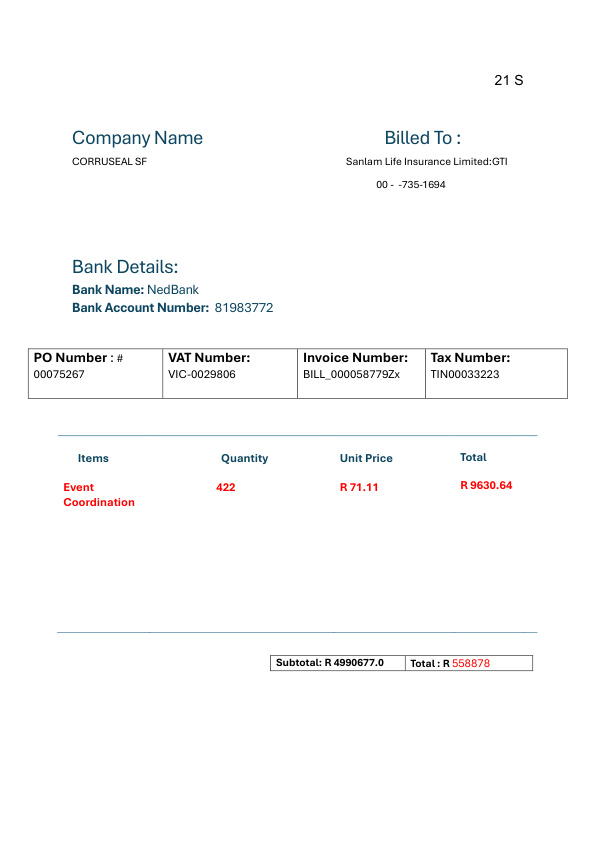 21 S
Company Name
Billed To :
CORRUSEAL SF
Sanlam Life Insurance Limited:GTI
00 - -735-1694
Bank Details:
Bank Name: NedBank
Bank Account Number: 81983772
PO Number : #
00075267
VAT Number:
VIC-0029806
Invoice Number:
BILL_000058779Zx
Tax Number:
TIN00033223
Items Quantity Unit Price Total
Event 422 R 71.11 R 9630.64
Coordination
Subtotal: R 4990677.0 Total : R 558878